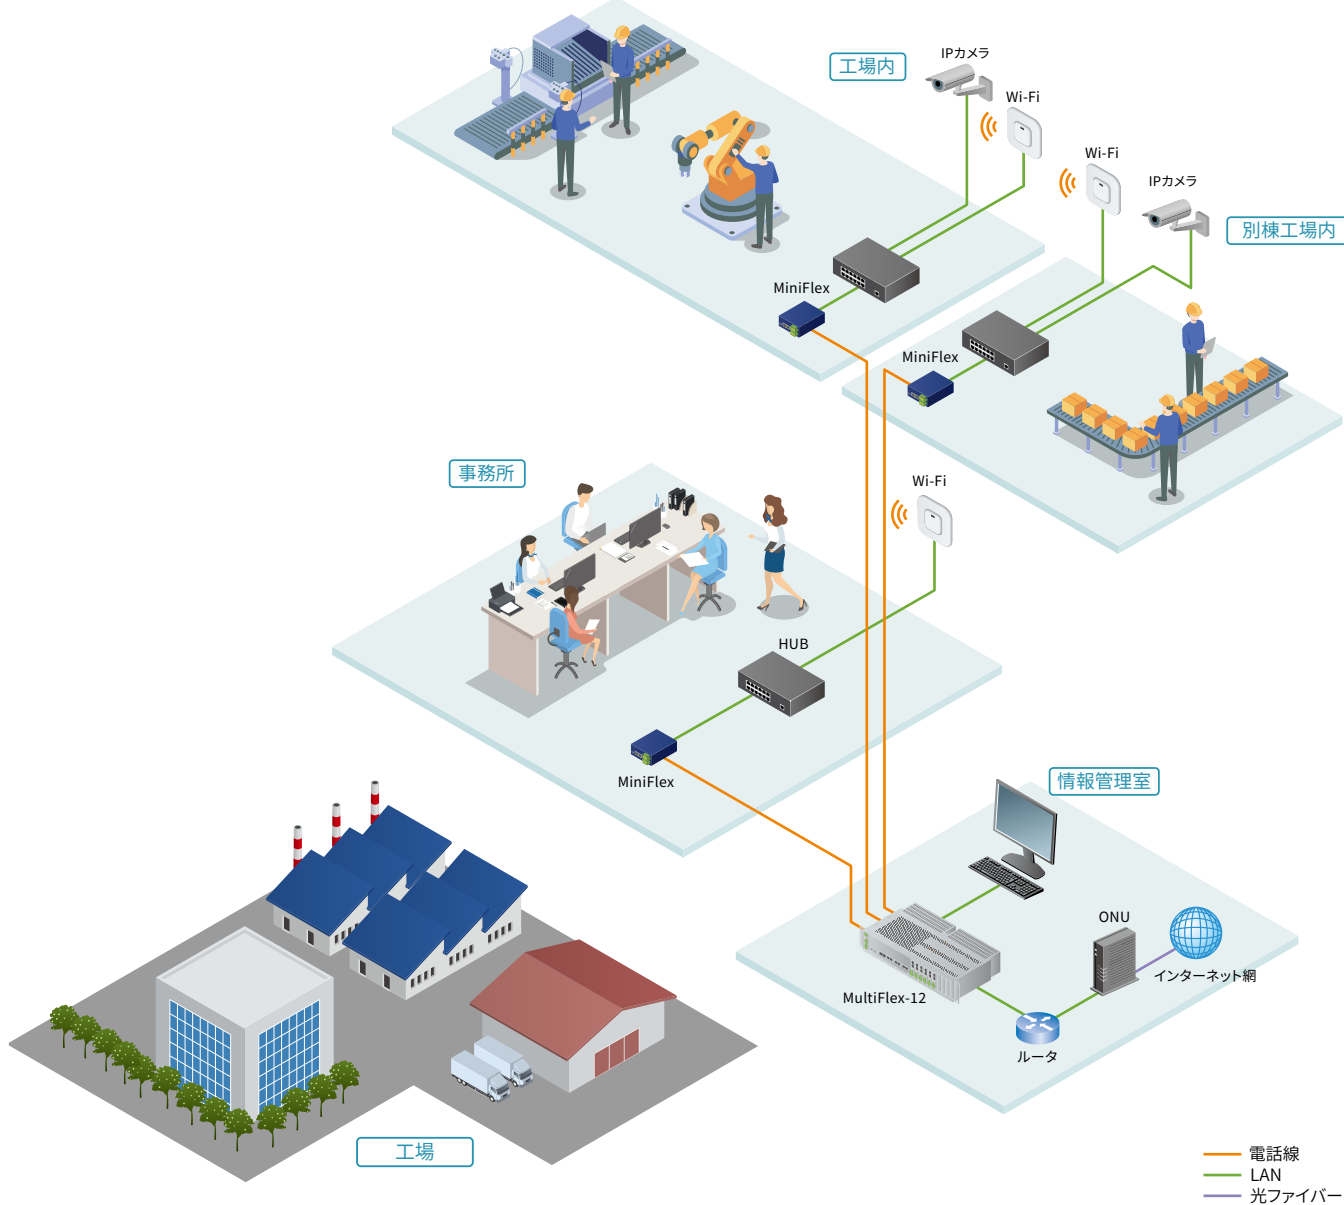 IPカメラ
工場内
Wi-Fi
Wi-Fi
IPカメラ
別棟工場内
MiniFlex
MiniFlex
事務所
Wi-Fi
HUB
MiniFlex
情報管理室
ONU
インターネット網
MultiFlex-12
ルータ
工場
電話線
LAN
光ファイバー